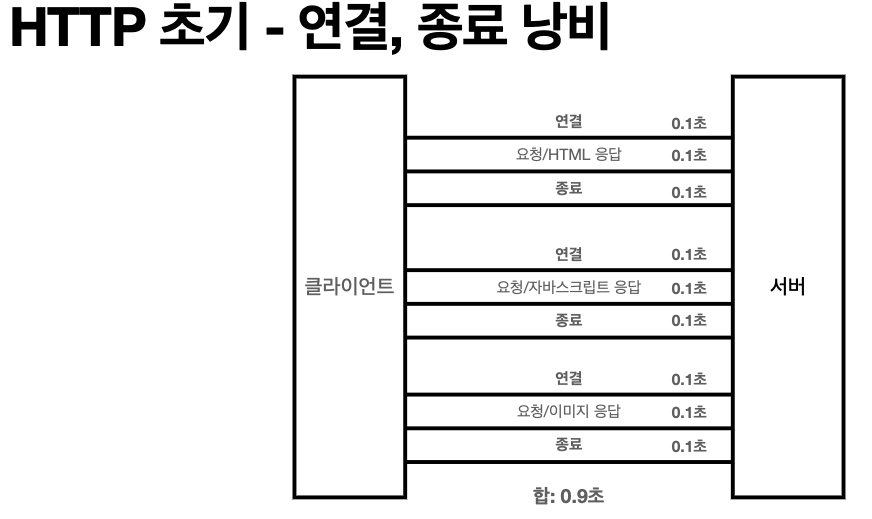 HTTP 초기 - 연결, 종료 낭비
연결 0.1초
요청/HTML 응답 0.1초
종료 0.1초
연결 0.1초
클라이언트 요청/자바스크립트 응답 0.1초 서버
종료 0.1초
연결 0.1초
요청/이미지 응답 0.1초
종료 0.1초
합: 0.9초